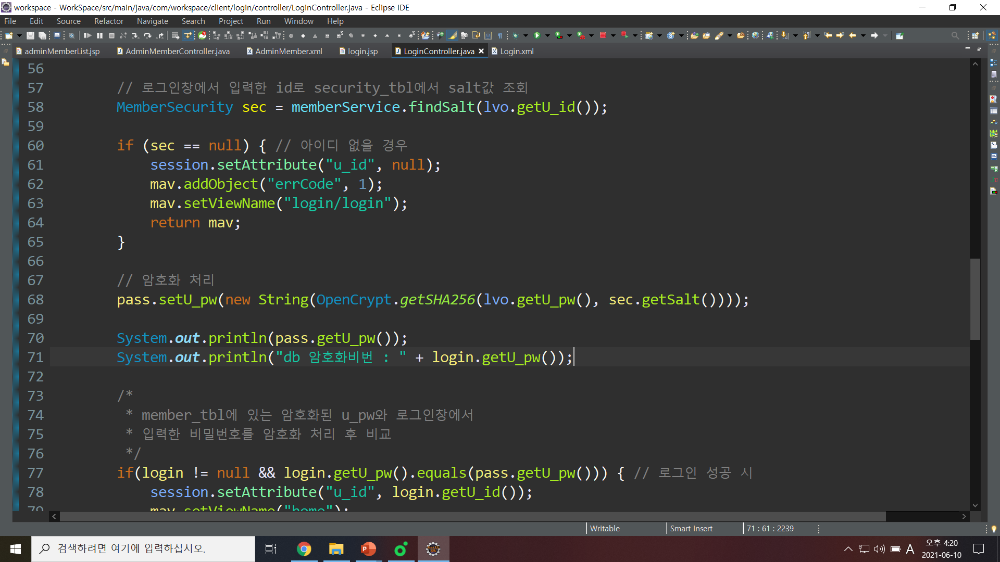 workspace - WorkSpace/src/main/java/com/workspace/client/login/controller/LoginController.java - Eclipse IDE
File Edit Source Refactor Navigate Search Project Run Window Help
adminMemberList.jsp AdminMemberController.java AdminMember.xml login.jsp LoginController.java Login.xml
56
57 // 로그인창에서 입력한 id로 security_tbl에서 salt값 조회
58 MemberSecurity sec = memberService.findSalt(lvo.getU_id());
59
60 if (sec == null) { // 아이디 없을 경우
61 session.setAttribute("u_id", null);
62 mav.addObject("errCode", 1);
63 mav.setViewName("login/login");
64 return mav;
65 }
66
67 // 암호화 처리
68 pass.setU_pw(new String(OpenCrypt.getSHA256(lvo.getU_pw(), sec.getSalt())));
69
70 System.out.println(pass.getU_pw());
71 System.out.println("db 암호화비번 : " + login.getU_pw());
72
73 /*
74 * member_tbl에 있는 암호화된 u_pw와 로그인창에서
75 * 입력한 비밀번호를 암호화 처리 후 비교
76 */
77 if(login != null && login.getU_pw().equals(pass.getU_pw())) { // 로그인 성공 시
78 session.setAttribute("u_id", login.getU_id());
79 mav.setViewName("home");
Writable Smart Insert 71 : 61 : 2239
검색하려면 여기에 입력하십시오.
A 오후 4:20
2021-06-10